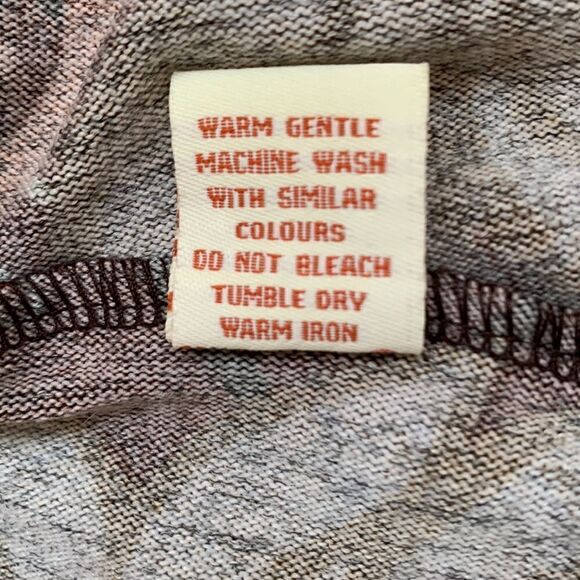 WARM GENTLE
MACHINE WASH
WITH SIMILAR
COLOURS
DO NOT BLEACH
TUMBLE DRY
WARM IRON